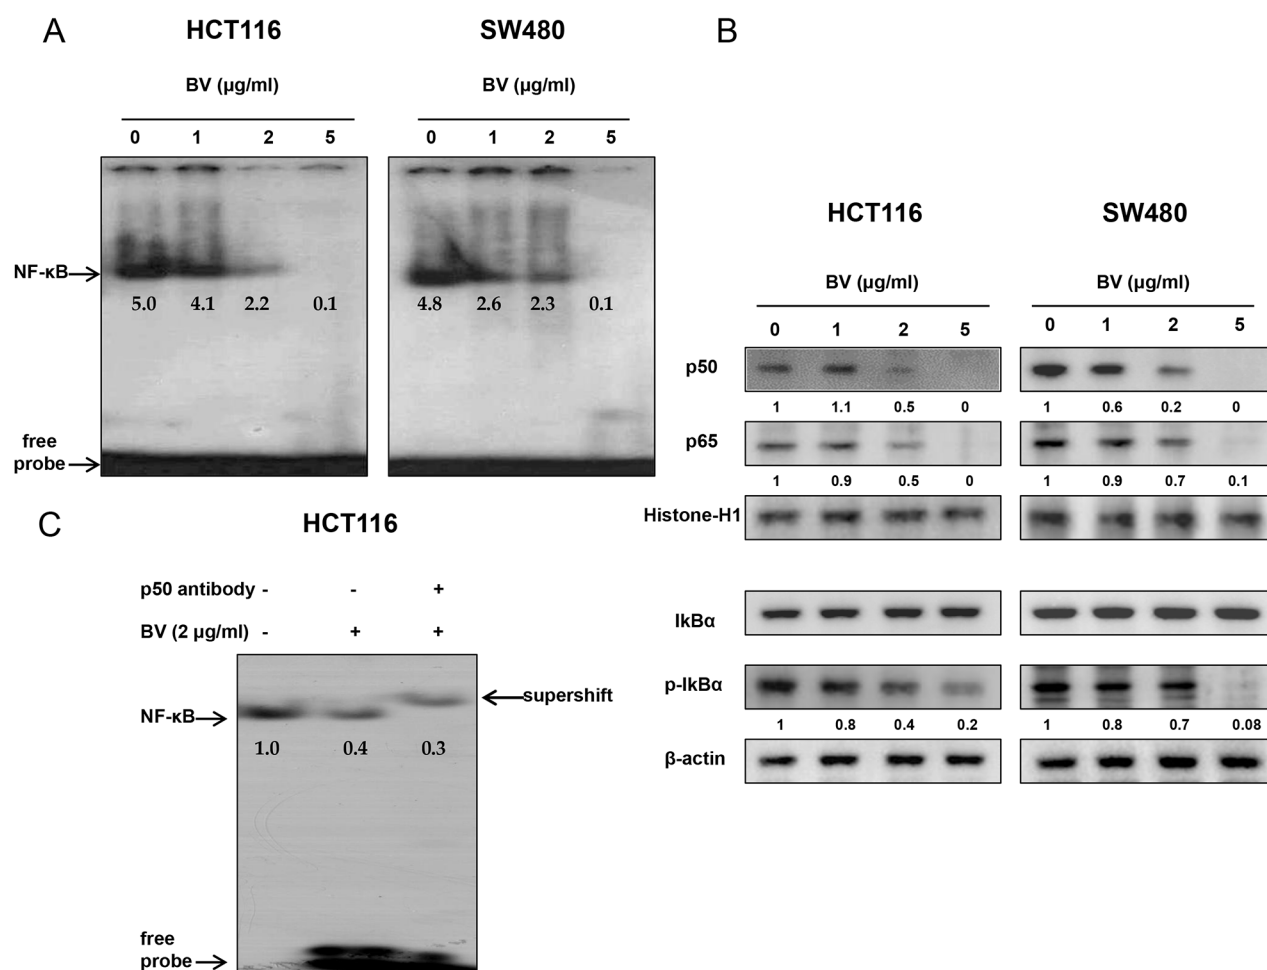 A
HCT116
SW480
BV (µg/ml)
BV (µg/ml)
0 1 2 5
0 1 2 5
NF-κB
5.0 4.1 2.2 0.1
4.8 2.6 2.3 0.1
free
probe
B
HCT116
SW480
BV (µg/ml)
BV (µg/ml)
0 1 2 5
0 1 2 5
p50
1 1.1 0.5 0
1 0.6 0.2 0
p65
1 0.9 0.5 0
1 0.9 0.7 0.1
Histone-H1
IkBα
p-IkBα
1 0.8 0.4 0.2
1 0.8 0.7 0.08
β-actin
C
HCT116
p50 antibody - - +
BV (2 µg/ml) - + +
supershift
NF-κB
1.0 0.4 0.3
free
probe